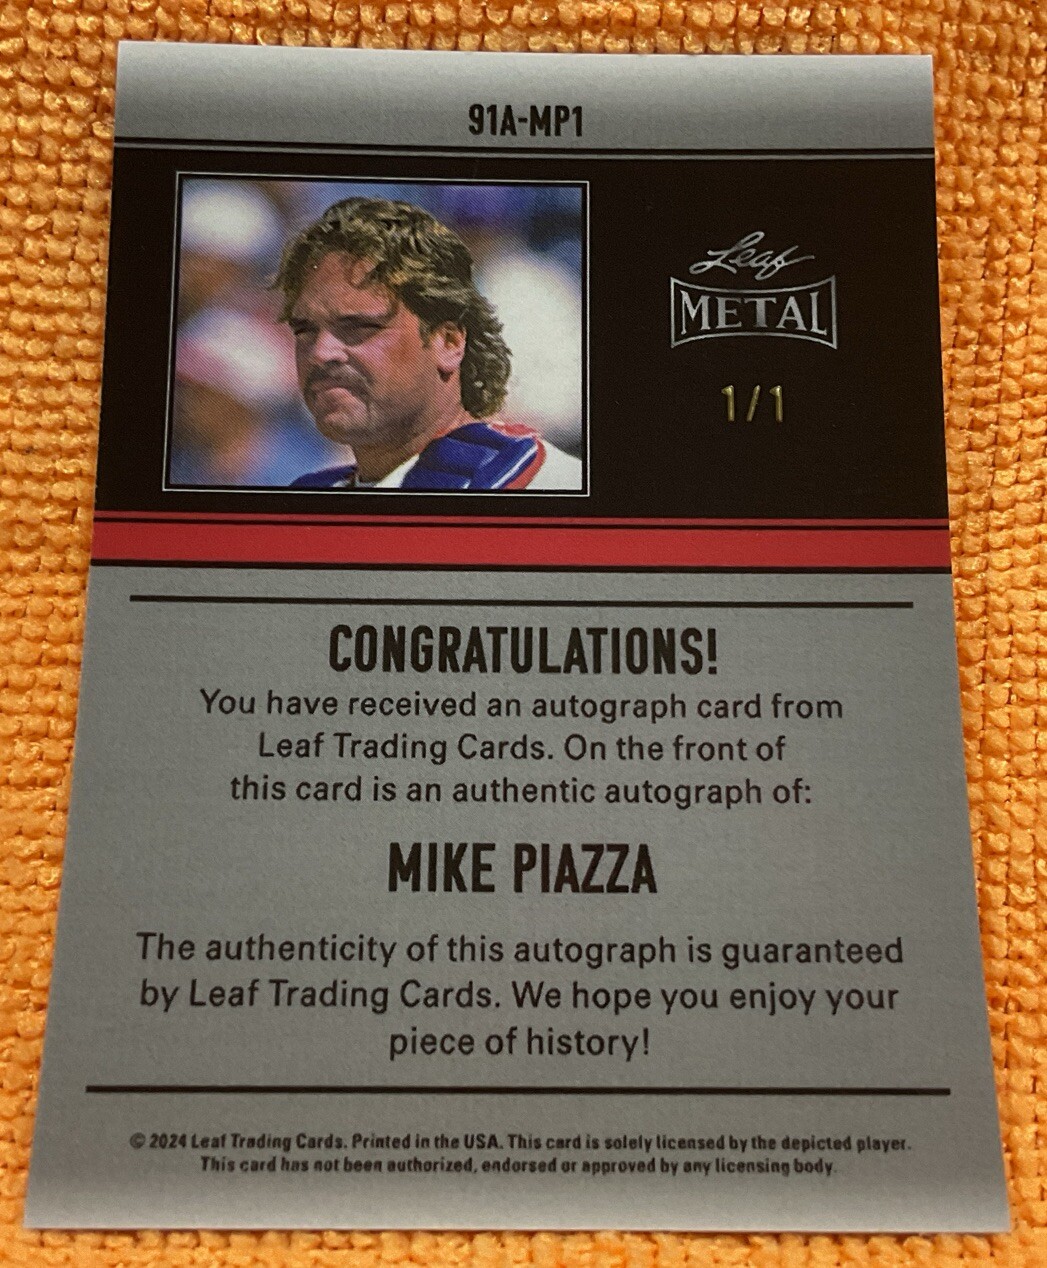 91A-MP1
Leaf
METAL
1/1
CONGRATULATIONS!
You have received an autograph card from
Leaf Trading Cards. On the front of
this card is an authentic autograph of:
MIKE PIAZZA
The authenticity of this autograph is guaranteed
by Leaf Trading Cards. We hope you enjoy your
piece of history!
© 2024 Leaf Trading Cards. Printed in the USA. This card is solely licensed by the depicted player.
This card has not been authorized, endorsed or approved by any licensing body.